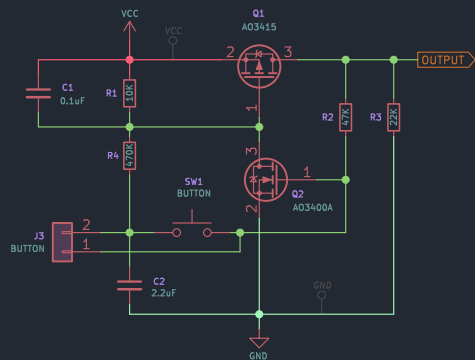 VCC
VCC
Q1
AO3415
2
3
1
OUTPUT
C1
0.1uF
R1
10K
R2
47K
R3
22K
R4
470K
3
1
2
Q2
AO3400A
SW1
BUTTON
J3
BUTTON
2
1
C2
2.2uF
GND
GND